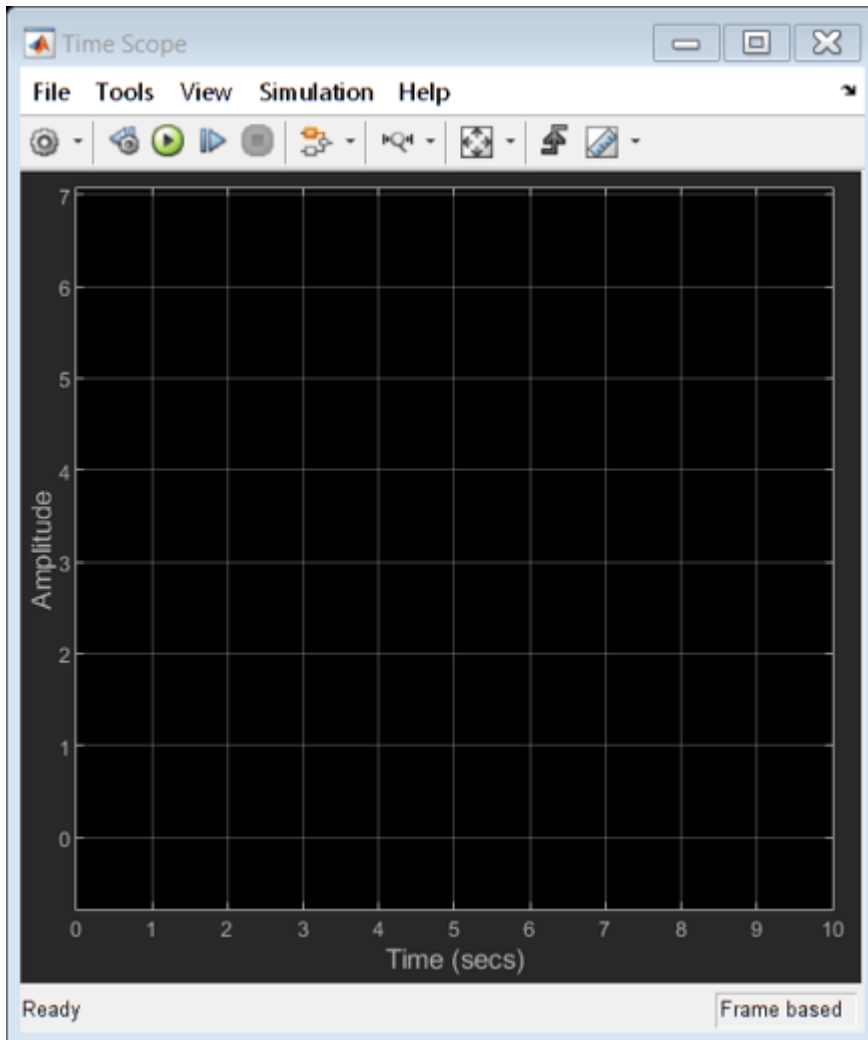 Time Scope
File Tools View Simulation Help
7
6
5
4
3
2
1
0
Amplitude
0 1 2 3 4 5 6 7 8 9 10
Time (secs)
Ready Frame based